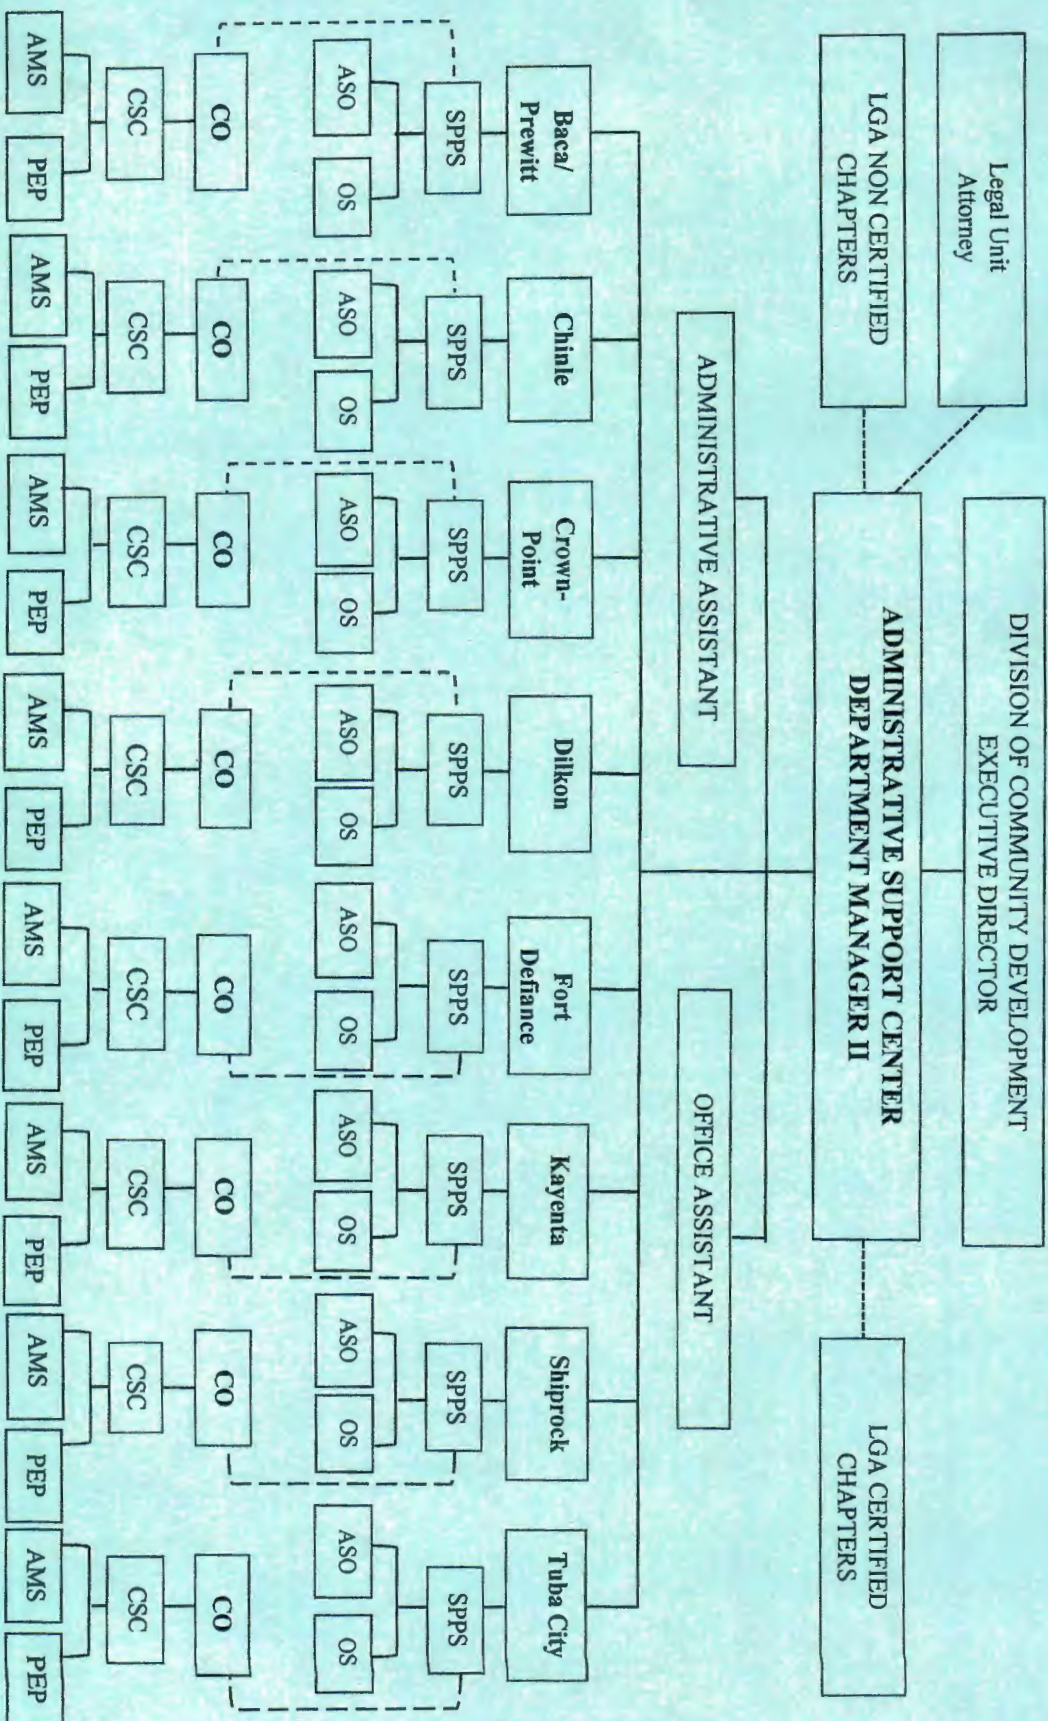 DIVISION OF COMMUNITY DEVELOPMENT
EXECUTIVE DIRECTOR
Legal Unit
Attorney
ADMINISTRATIVE SUPPORT CENTER
DEPARTMENT MANAGER II
LGA NON CERTIFIED
CHAPTERS
LGA CERTIFIED
CHAPTERS
ADMINISTRATIVE ASSISTANT
OFFICE ASSISTANT
Baca/
Prewitt
Chinle
Crown-
Point
Dilkon
Fort
Defiance
Kayenta
Shiprock
Tuba City
SPPS
SPPS
SPPS
SPPS
SPPS
SPPS
SPPS
SPPS
ASO
OS
ASO
OS
ASO
OS
ASO
OS
ASO
OS
ASO
OS
ASO
OS
ASO
OS
CO
CO
CO
CO
CO
CO
CO
CO
CSC
CSC
CSC
CSC
CSC
CSC
CSC
CSC
AMS
PEP
AMS
PEP
AMS
PEP
AMS
PEP
AMS
PEP
AMS
PEP
AMS
PEP
AMS
PEP